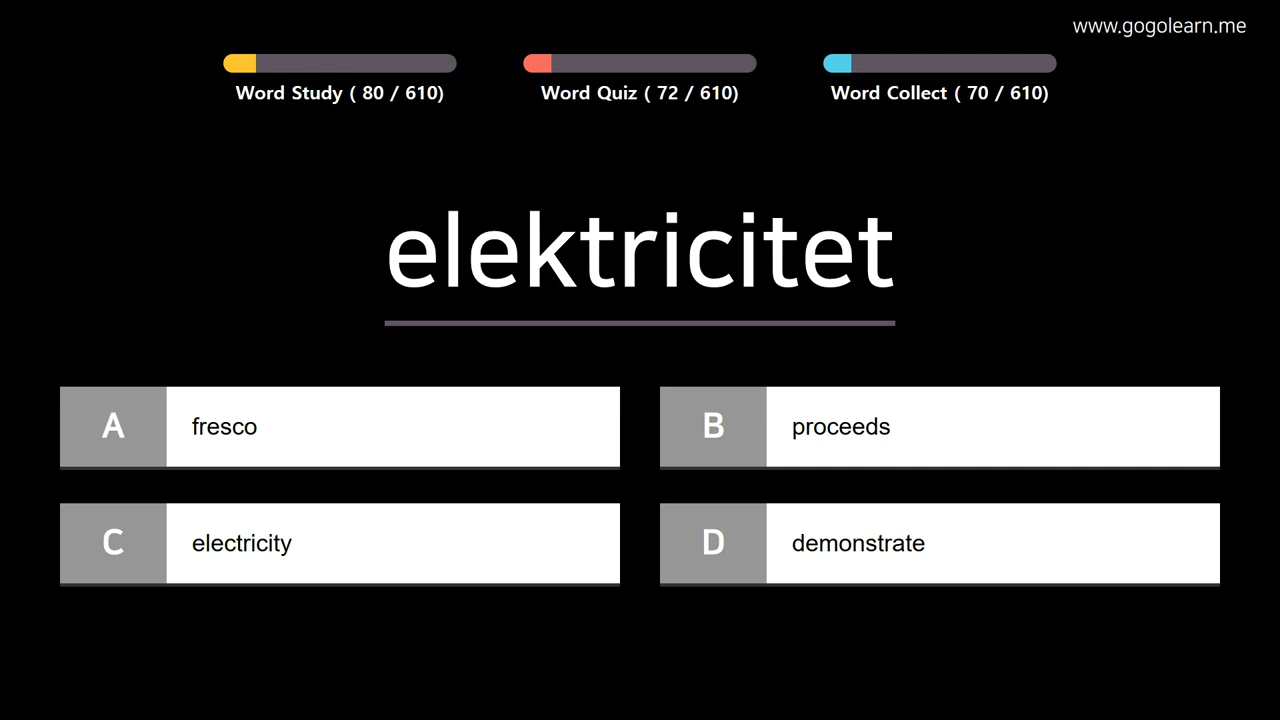 www.gogolearn.me
Word Study ( 80 / 610)
Word Quiz ( 72 / 610)
Word Collect ( 70 / 610)
elektricitet
A fresco
B proceeds
C electricity
D demonstrate